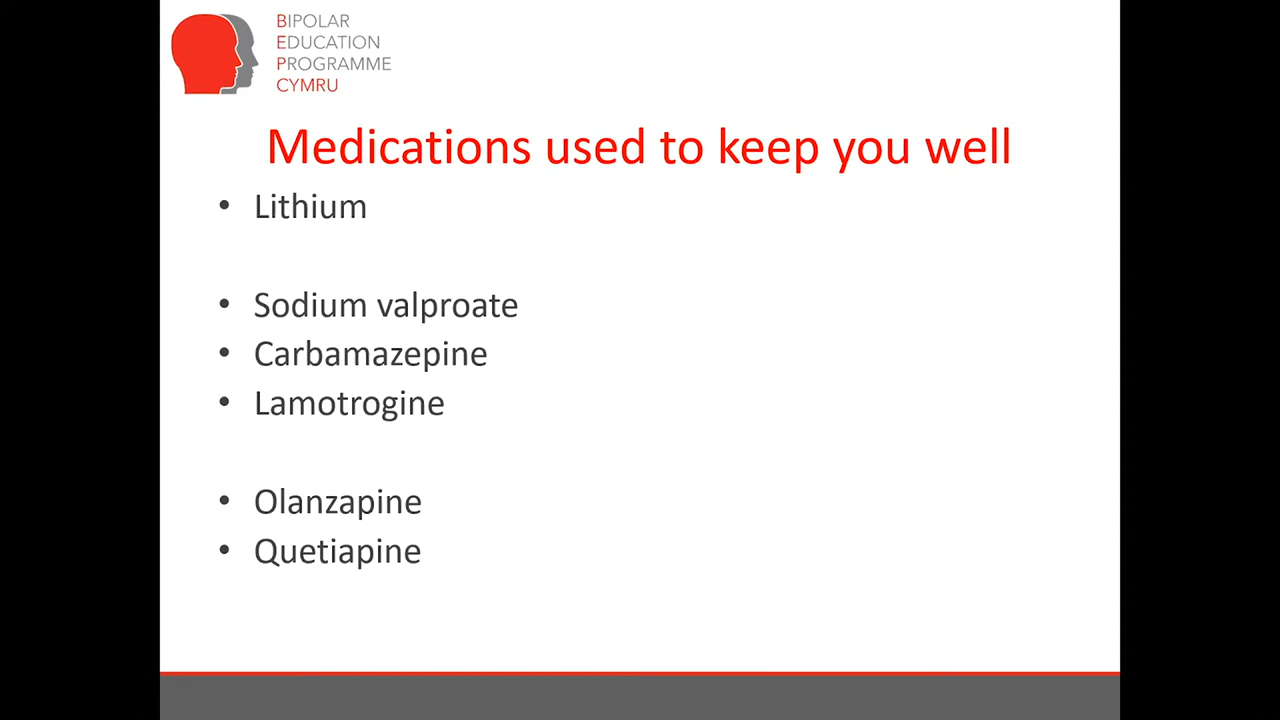 BIPOLAR
EDUCATION
PROGRAMME
CYMRU
Medications used to keep you well
• Lithium
• Sodium valproate
• Carbamazepine
• Lamotrogine
• Olanzapine
• Quetiapine